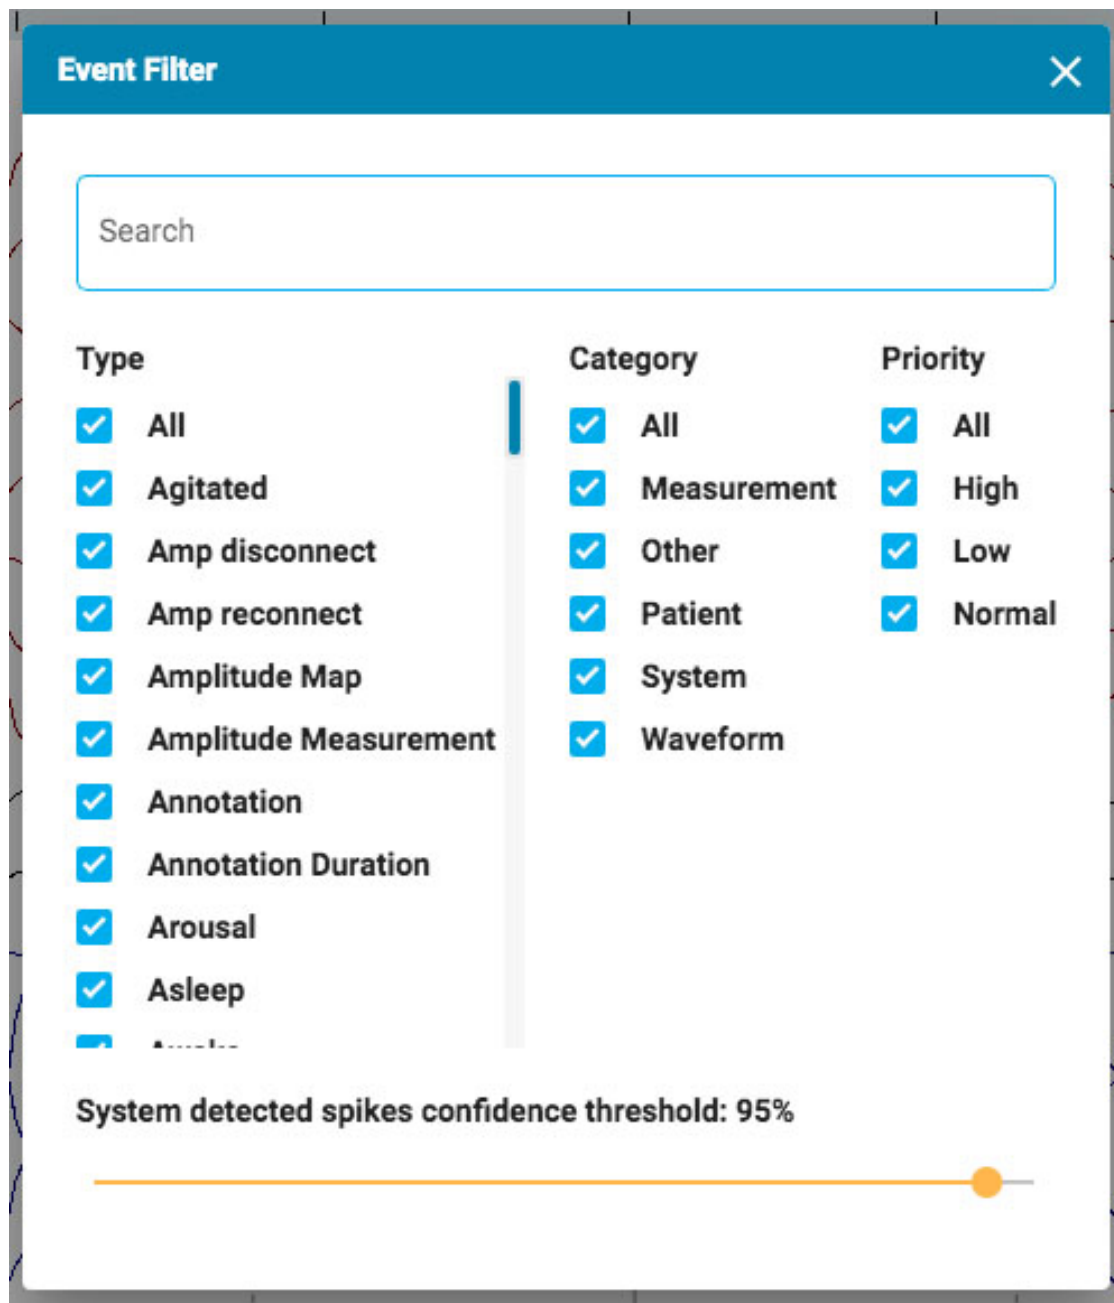 Event Filter
Search
Type
All
Agitated
Amp disconnect
Amp reconnect
Amplitude Map
Amplitude Measurement
Annotation
Annotation Duration
Arousal
Asleep
Category
All
Measurement
Other
Patient
System
Waveform
Priority
All
High
Low
Normal
System detected spikes confidence threshold: 95%